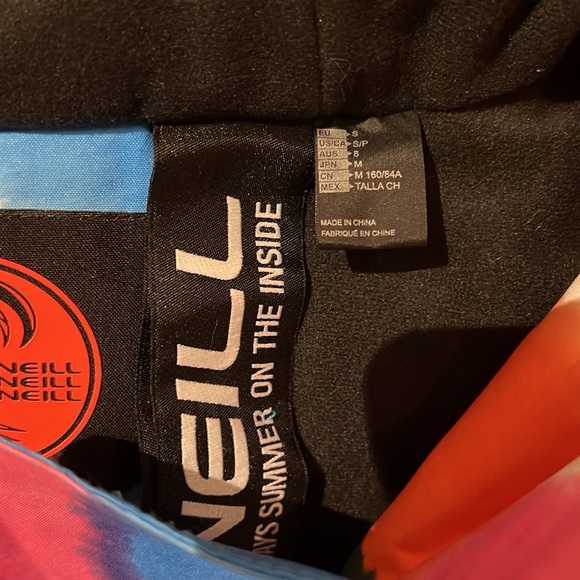 EU S
US/CA S/P
AUS 8
JPN M
CN M 160/84A
MEX TALLA CH
MADE IN CHINA
FABRIQUÉ EN CHINE
NEILL
AYS SUMMER ON THE INSIDE
NEILL
NEILL
NEILL